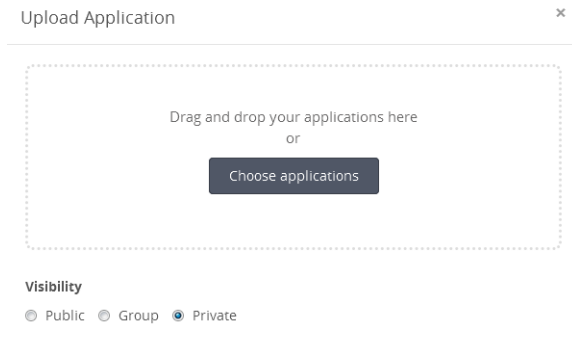 Upload Application
×
Drag and drop your applications here
or
Choose applications
Visibility
Public Group Private